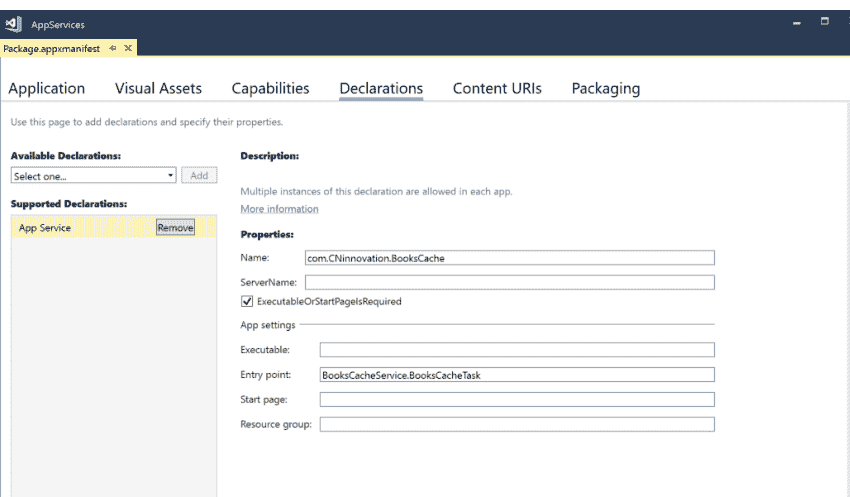 AppServices
Package.appxmanifest
Application Visual Assets Capabilities Declarations Content URIs Packaging
Use this page to add declarations and specify their properties.
Available Declarations:
Select one...
Add
Supported Declarations:
App Service
Remove
Description:
Multiple instances of this declaration are allowed in each app.
More information
Properties:
Name: com.CNinnovation.BooksCache
ServerName:
ExecutableOrStartPageIsRequired
App settings
Executable:
Entry point: BooksCacheService.BooksCacheTask
Start page:
Resource group: